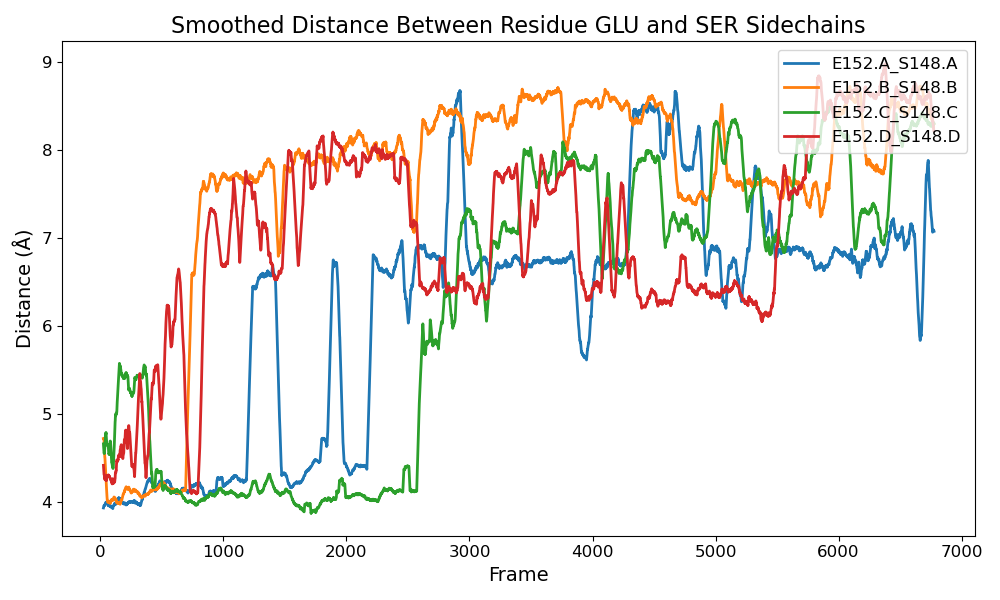 Smoothed Distance Between Residue GLU and SER Sidechains
9
8
7
6
5
4
Distance (Å)
E152.A_S148.A
E152.B_S148.B
E152.C_S148.C
E152.D_S148.D
0 1000 2000 3000 4000 5000 6000 7000
Frame